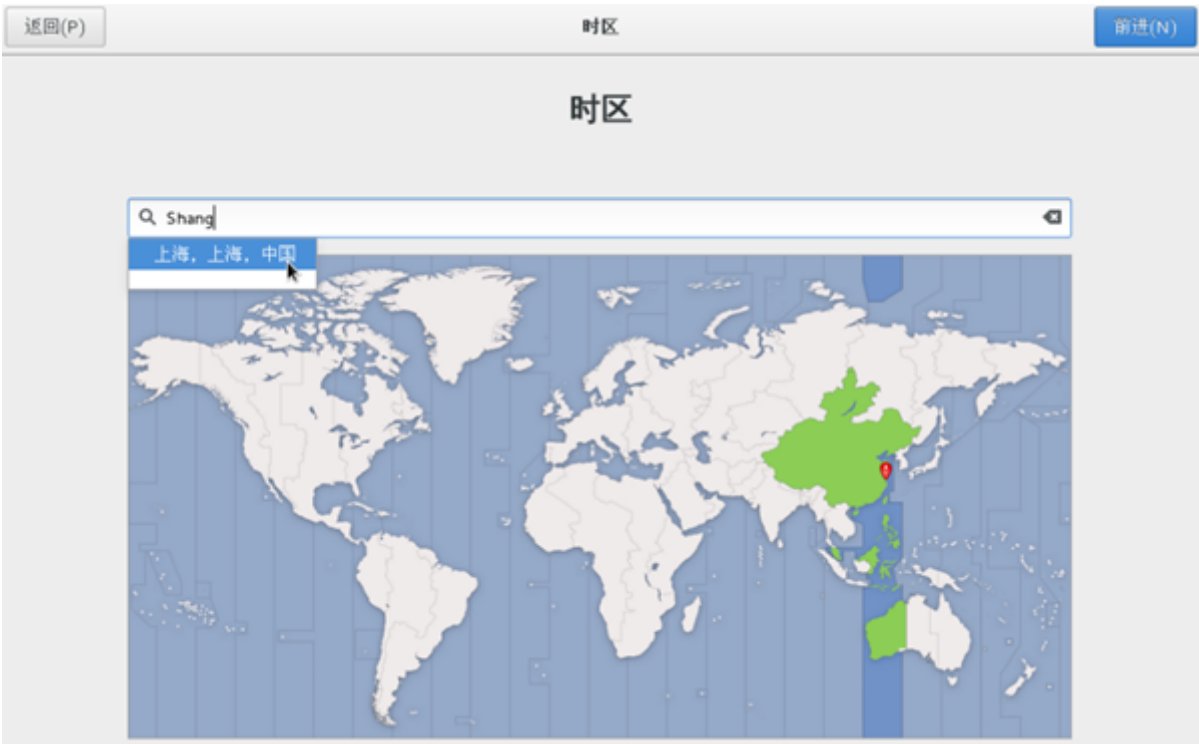 返回(P)
时区
前进(N)
时区
Shang
上海，上海，中国